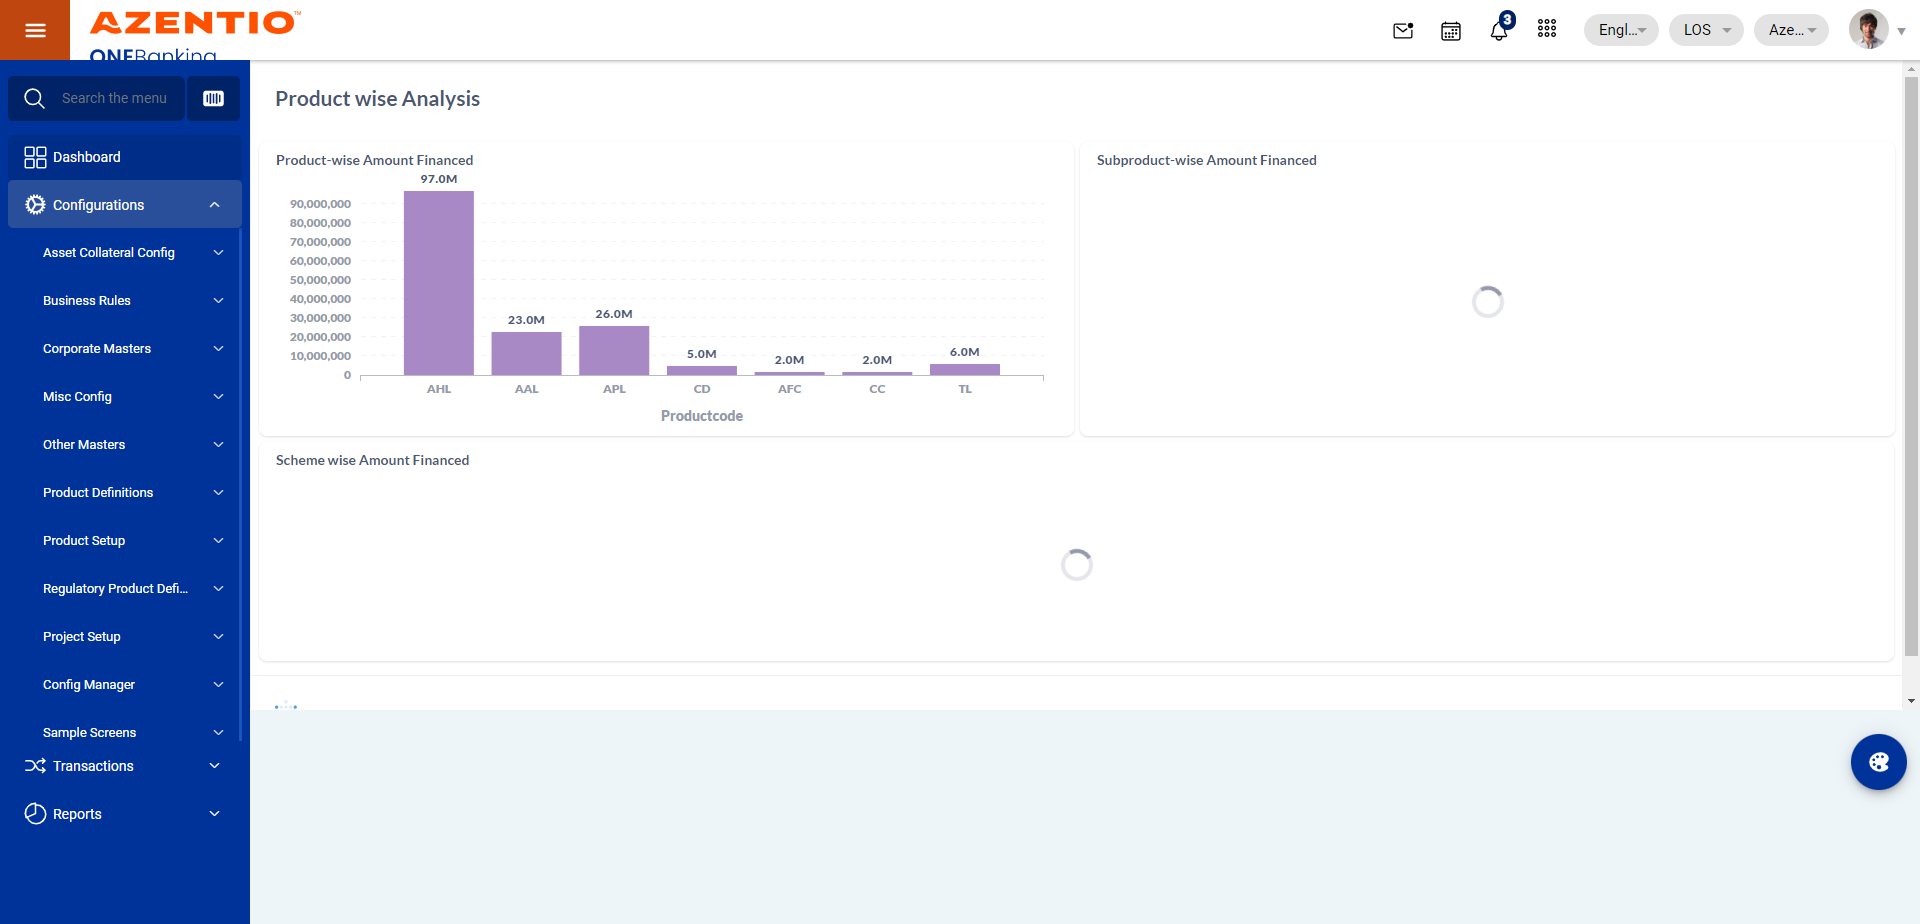 AZENTIO™
ONEBanking
3
Engl...
LOS
Aze...
Search the menu
Dashboard
Configurations
Asset Collateral Config
Business Rules
Corporate Masters
Misc Config
Other Masters
Product Definitions
Product Setup
Regulatory Product Defi...
Project Setup
Config Manager
Sample Screens
Transactions
Reports
Product wise Analysis
Product-wise Amount Financed
97.0M
90,000,000
80,000,000
70,000,000
60,000,000
50,000,000
40,000,000
30,000,000
20,000,000
10,000,000
0
23.0M
26.0M
5.0M
2.0M
2.0M
6.0M
AHL
AAL
APL
CD
AFC
CC
TL
Productcode
Subproduct-wise Amount Financed
Scheme wise Amount Financed